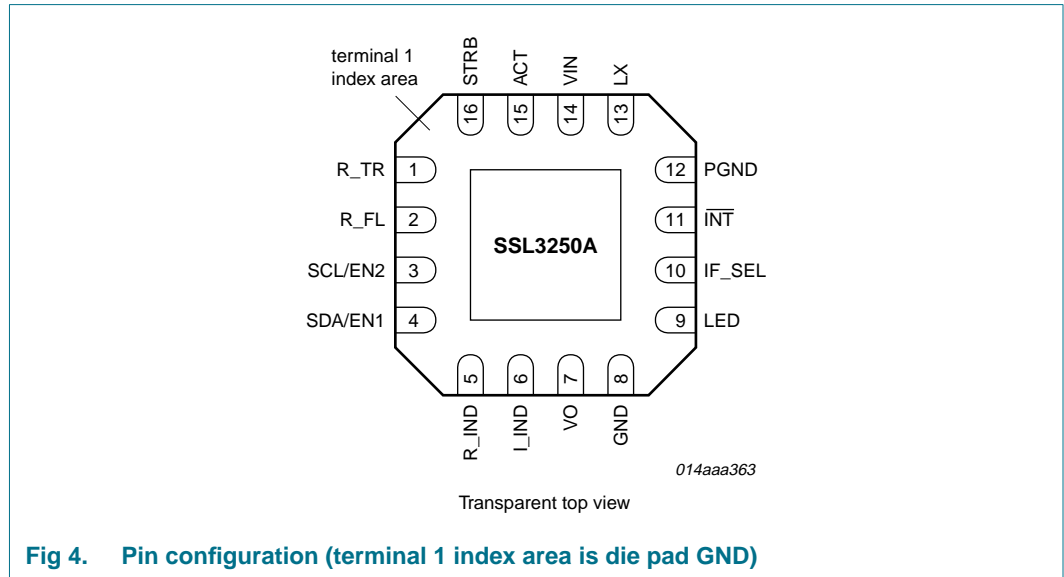 terminal 1
index area
STRB
ACT
VIN
LX
16
15
14
13
R_TR 1
12 PGND
R_FL 2
11 I̅N̅T̅
SSL3250A
SCL/EN2 3
10 IF_SEL
SDA/EN1 4
9 LED
5
6
7
8
R_IND
I_IND
VO
GND
014aaa363
Transparent top view
Fig 4. Pin configuration (terminal 1 index area is die pad GND)